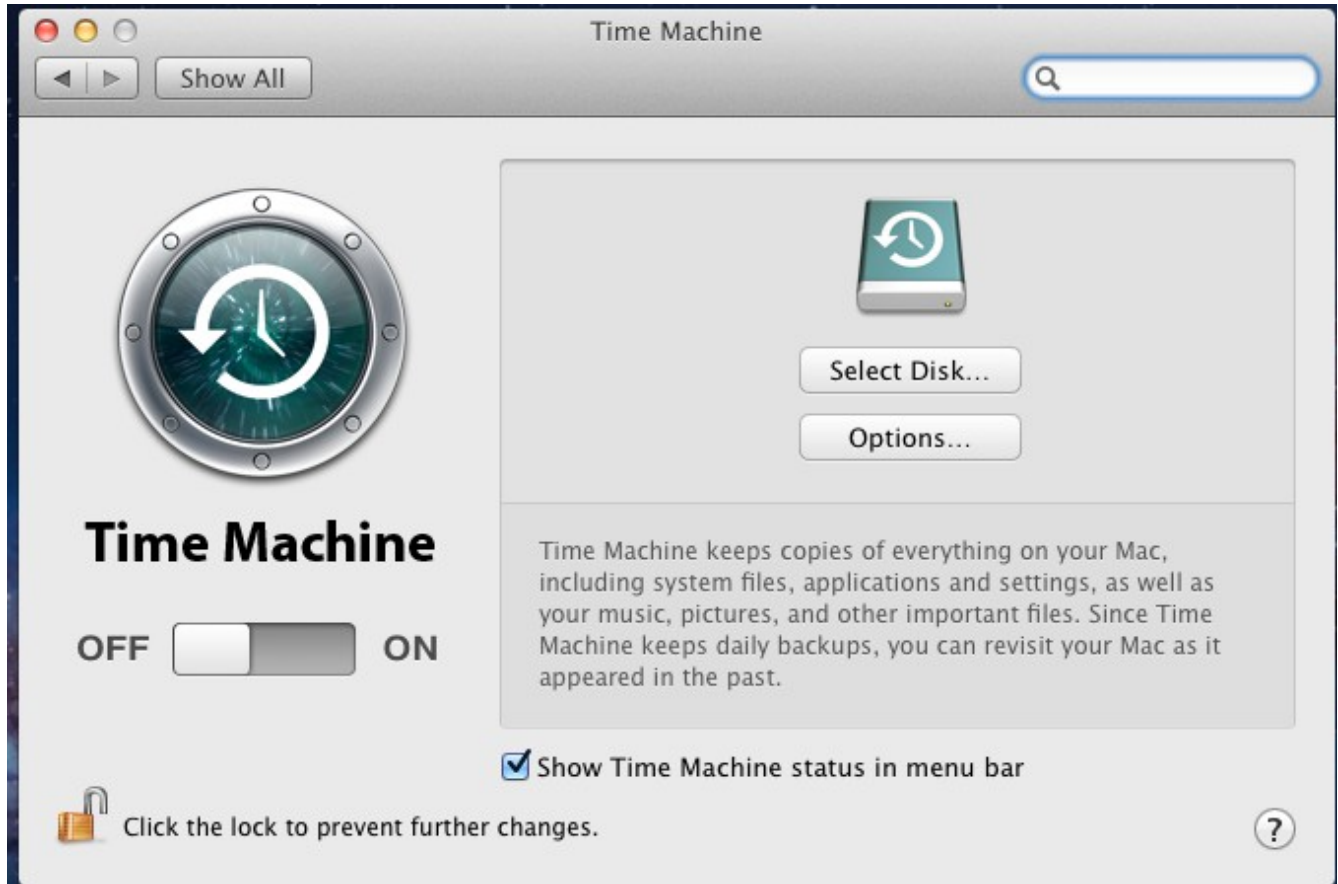 Time Machine
Show All
Select Disk...
Options...
Time Machine
OFF ON
Time Machine keeps copies of everything on your Mac,
including system files, applications and settings, as well as
your music, pictures, and other important files. Since Time
Machine keeps daily backups, you can revisit your Mac as it
appeared in the past.
Show Time Machine status in menu bar
Click the lock to prevent further changes.
?